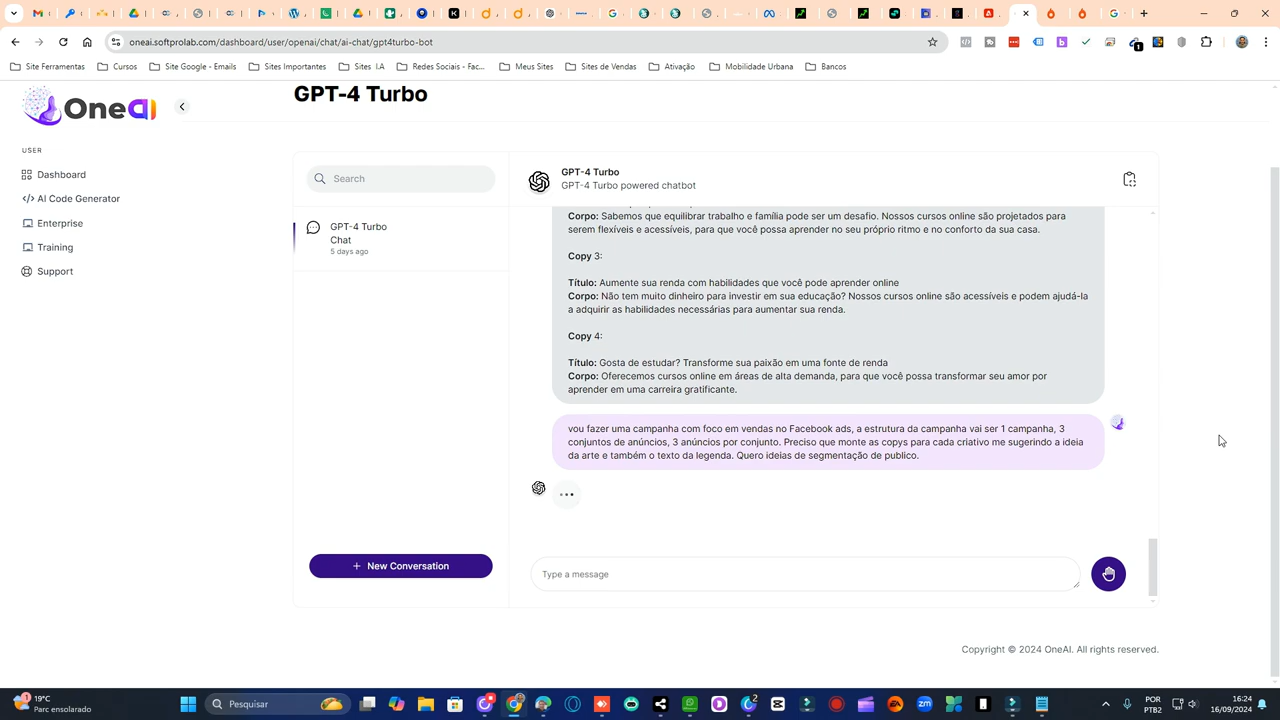 oneai.softprolab.com/dashboard/user/openai/chat/ai-chat/gpt4turbo-bot
Site Ferramentas
Cursos
Site Google - Emails
Sites Importantes
Sites I.A
Redes Sociais - Fac...
Meus Sites
Sites de Vendas
Ativação
Mobilidade Urbana
Bancos
OneAI
GPT-4 Turbo
USER
Dashboard
AI Code Generator
Enterprise
Training
Support
Search
GPT-4 Turbo
Chat
5 days ago
New Conversation
GPT-4 Turbo
GPT-4 Turbo powered chatbot
Corpo: Sabemos que equilibrar trabalho e família pode ser um desafio. Nossos cursos online são projetados para
serem flexíveis e acessíveis, para que você possa aprender no seu próprio ritmo e no conforto da sua casa.
Copy 3:
Título: Aumente sua renda com habilidades que você pode aprender online
Corpo: Não tem muito dinheiro para investir em sua educação? Nossos cursos online são acessíveis e podem ajudá-la
a adquirir as habilidades necessárias para aumentar sua renda.
Copy 4:
Título: Gosta de estudar? Transforme sua paixão em uma fonte de renda
Corpo: Oferecemos cursos online em áreas de alta demanda, para que você possa transformar seu amor por
aprender em uma carreira gratificante.
vou fazer uma campanha com foco em vendas no Facebook ads, a estrutura da campanha vai ser 1 campanha, 3
conjuntos de anúncios, 3 anúncios por conjunto. Preciso que monte as copys para cada criativo me sugerindo a ideia
da arte e também o texto da legenda. Quero ideias de segmentação de publico.
Type a message
Copyright © 2024 OneAI. All rights reserved.
1
19°C
Parc ensolarado
Pesquisar
2
POR
PTB2
16:24
16/09/2024